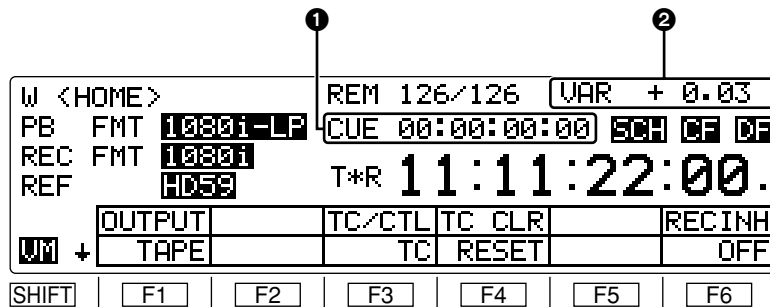 ❶ ❷
W <HOME> REM 126/126 VAR + 0.03
PB FMT 1080i-LP CUE 00:00:00:00 SCH CF DF
REC FMT 1080i
REF HD59 T*R 11:11:22:00.
OUTPUT TC/CTL TC CLR RECINH
VM ↓ TAPE TC RESET OFF
SHIFT F1 F2 F3 F4 F5 F6